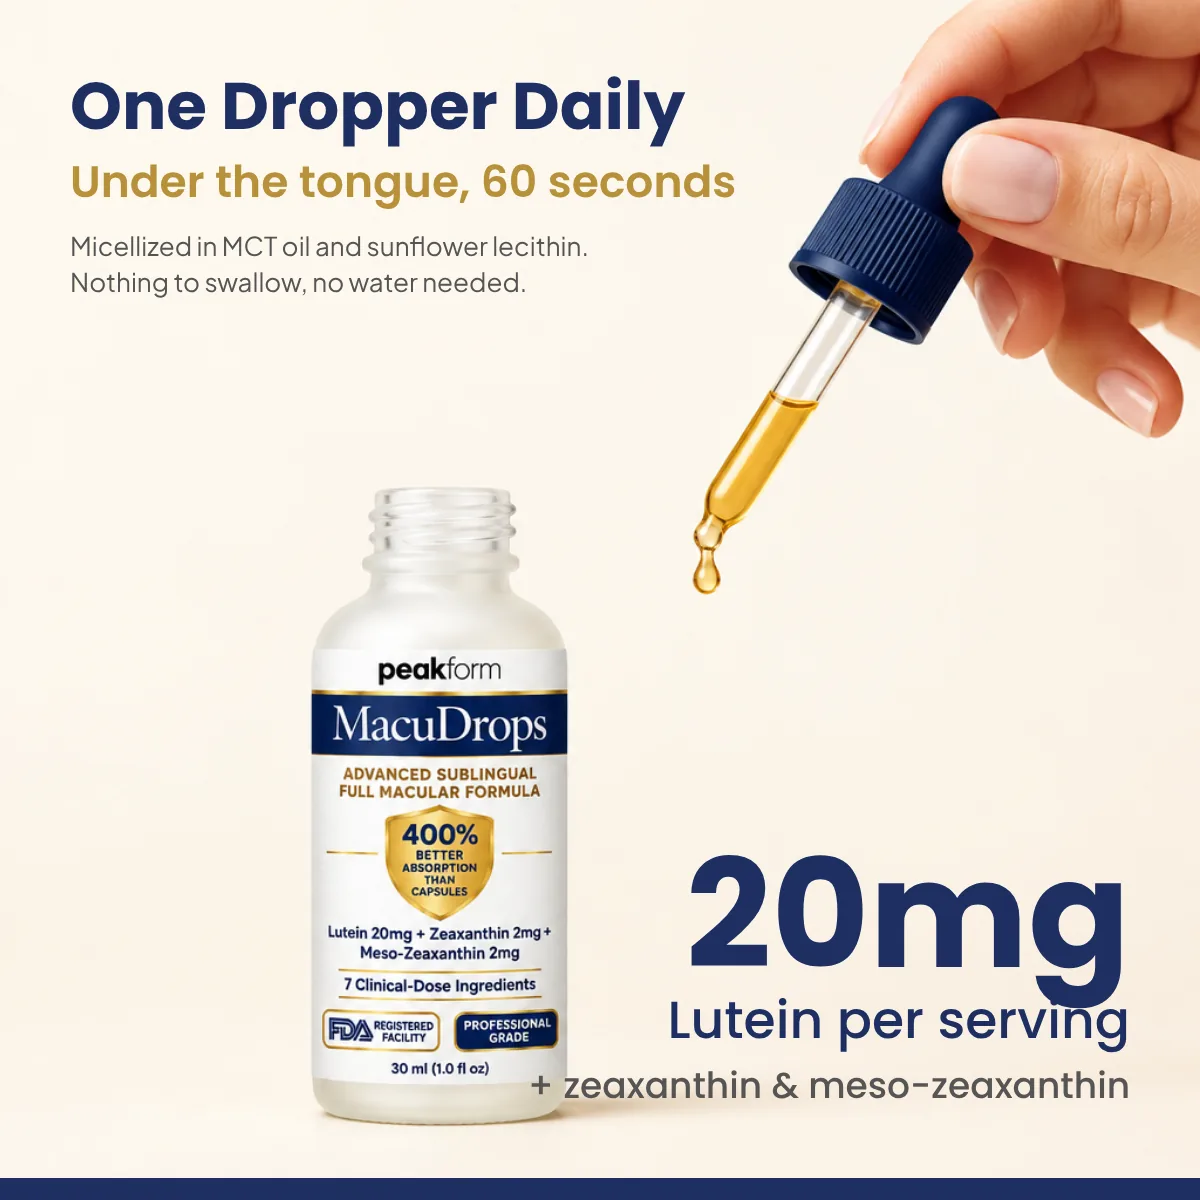 One Dropper Daily
Under the tongue, 60 seconds
Micellized in MCT oil and sunflower lecithin.
Nothing to swallow, no water needed.
peakform
MacuDrops
ADVANCED SUBLINGUAL
FULL MACULAR FORMULA
400%
BETTER
ABSORPTION
THAN
CAPSULES
Lutein 20mg + Zeaxanthin 2mg +
Meso-Zeaxanthin 2mg
7 Clinical-Dose Ingredients
FDA REGISTERED
FACILITY
PROFESSIONAL
GRADE
30 ml (1.0 fl oz)
20mg
Lutein per serving
+ zeaxanthin & meso-zeaxanthin